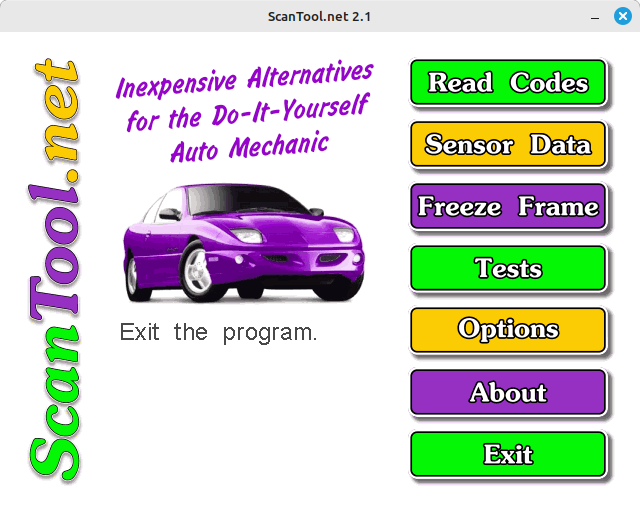 ScanTool.net 2.1
ScanTool.net
Inexpensive Alternatives
for the Do-It-Yourself
Auto Mechanic
Exit the program.
Read Codes
Sensor Data
Freeze Frame
Tests
Options
About
Exit